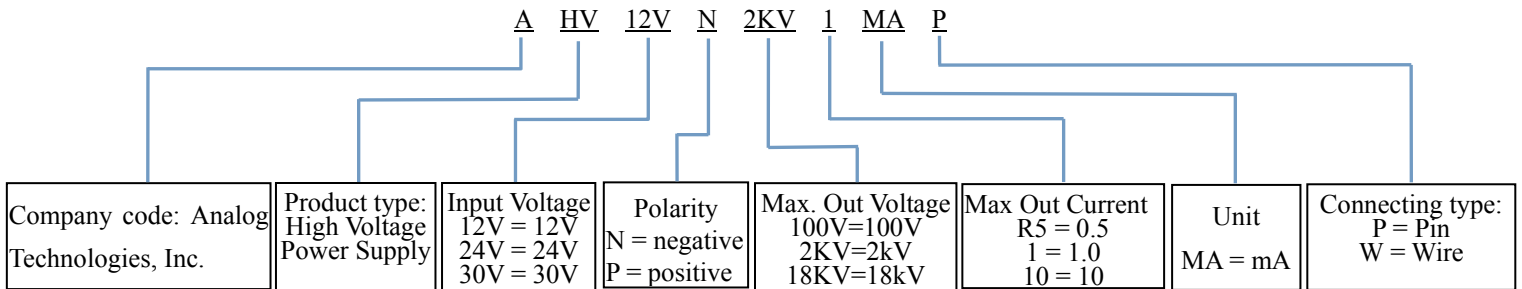 A HV 12V N 2KV 1 MA P
Company code: Analog
Technologies, Inc.
Product type:
High Voltage
Power Supply
Input Voltage
12V = 12V
24V = 24V
30V = 30V
Polarity
N = negative
P = positive
Max. Out Voltage
100V=100V
2KV=2kV
18KV=18kV
Max Out Current
R5 = 0.5
1 = 1.0
10 = 10
Unit
MA = mA
Connecting type:
P = Pin
W = Wire